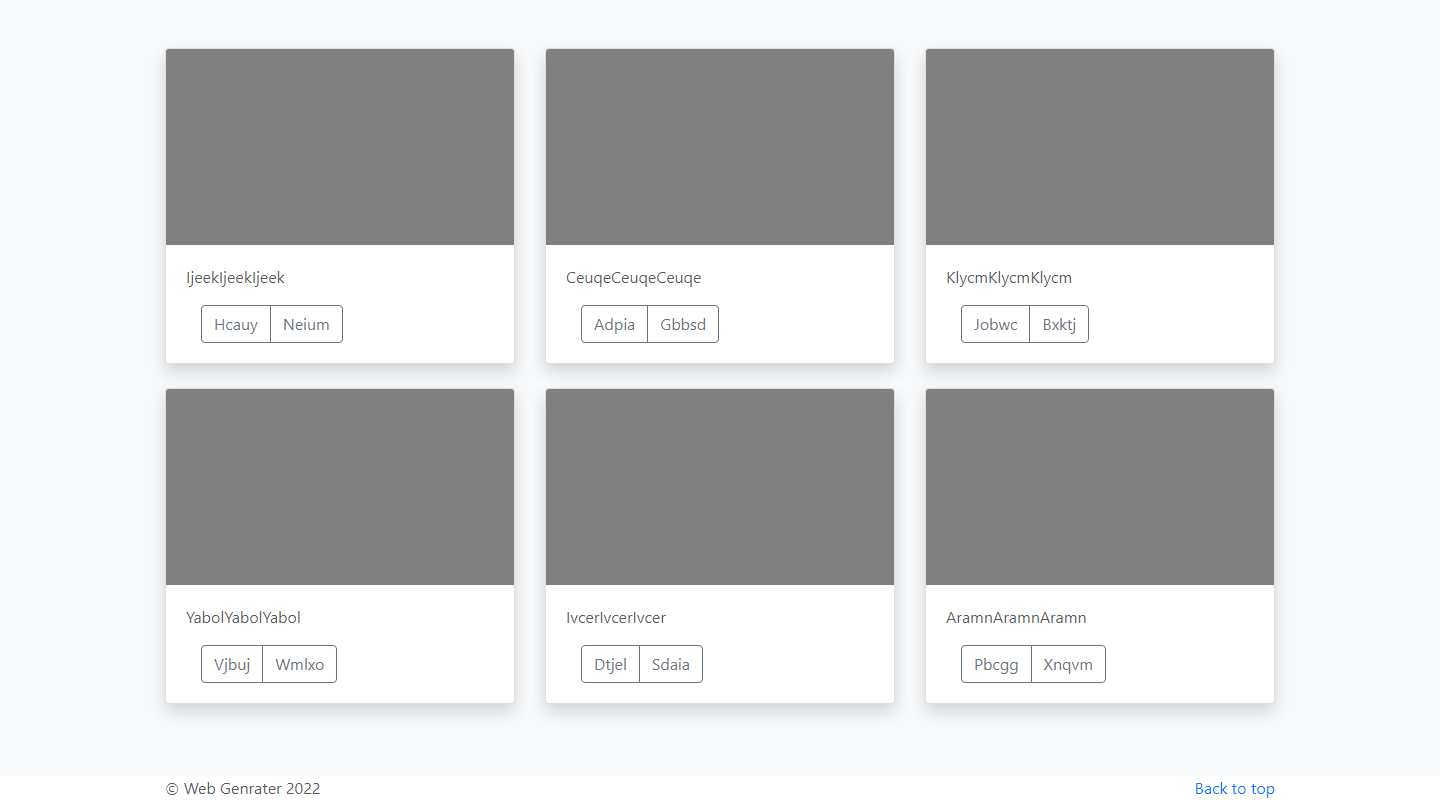 IjeekIjeekIjeek
Hcauy Neium
CeuqeCeuqeCeuqe
Adpia Gbbsd
KlycmKlycmKlycm
Jobwc Bxktj
YabolYabolYabol
Vjbuj Wmlxo
IvcerIvcerIvcer
Dtjel Sdaia
AramnAramnAramn
Pbcgg Xnqvm
© Web Genrater 2022
Back to top